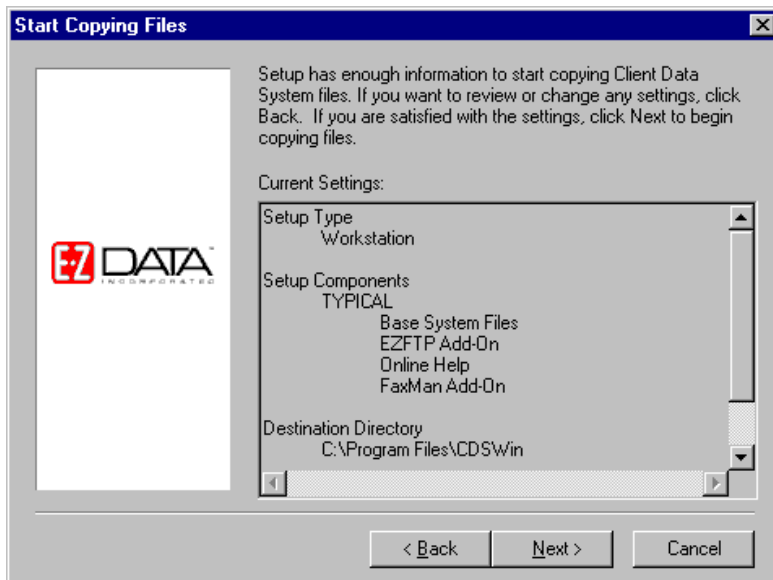 Start Copying Files
Setup has enough information to start copying Client Data
System files. If you want to review or change any settings, click
Back.  If you are satisfied with the settings, click Next to begin
copying files.
Current Settings:
Setup Type
Workstation
Setup Components
TYPICAL
Base System Files
EZFTP Add-On
Online Help
FaxMan Add-On
Destination Directory
C:\Program Files\CDSWin
E-Z DATA™
INCORPORATED
< Back
Next >
Cancel